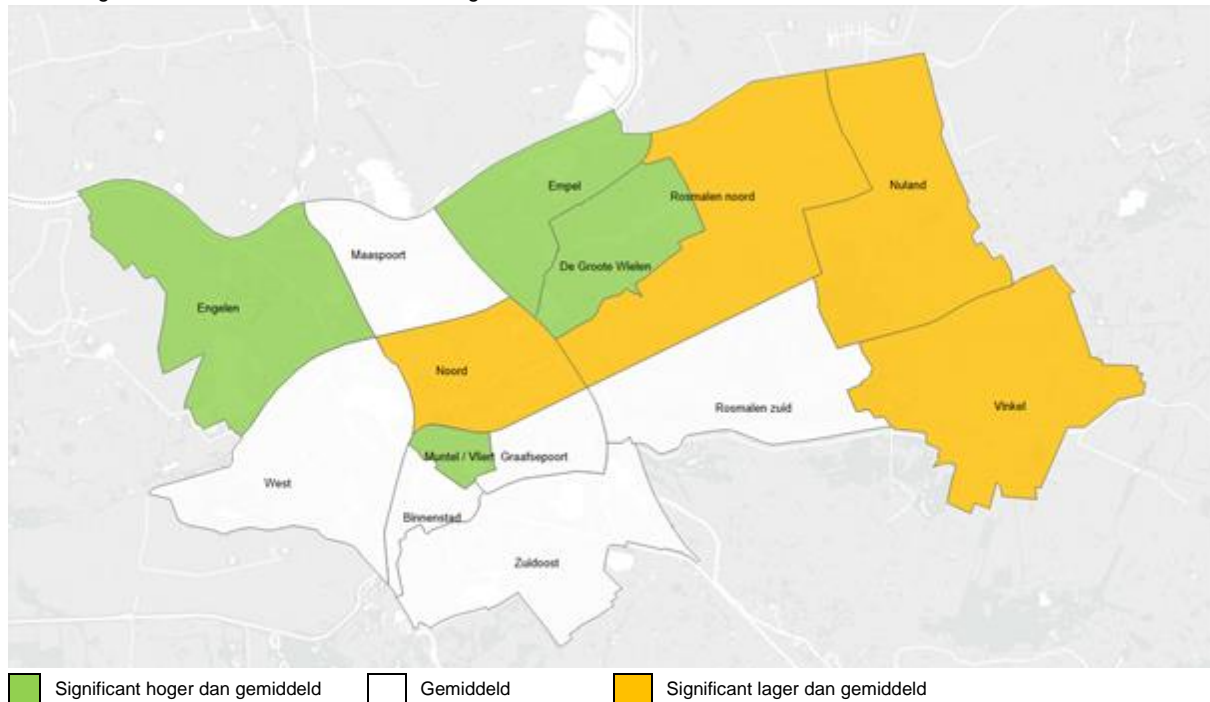 Empel
Nuland
Rosmalen noord
Maaspoort
De Groote Wielen
Engelen
Noord
Vinkel
Rosmalen zuid
Muntel / Vliert
Graafsepoort
West
Binnenstad
Zuidoost
Significant hoger dan gemiddeld
Gemiddeld
Significant lager dan gemiddeld